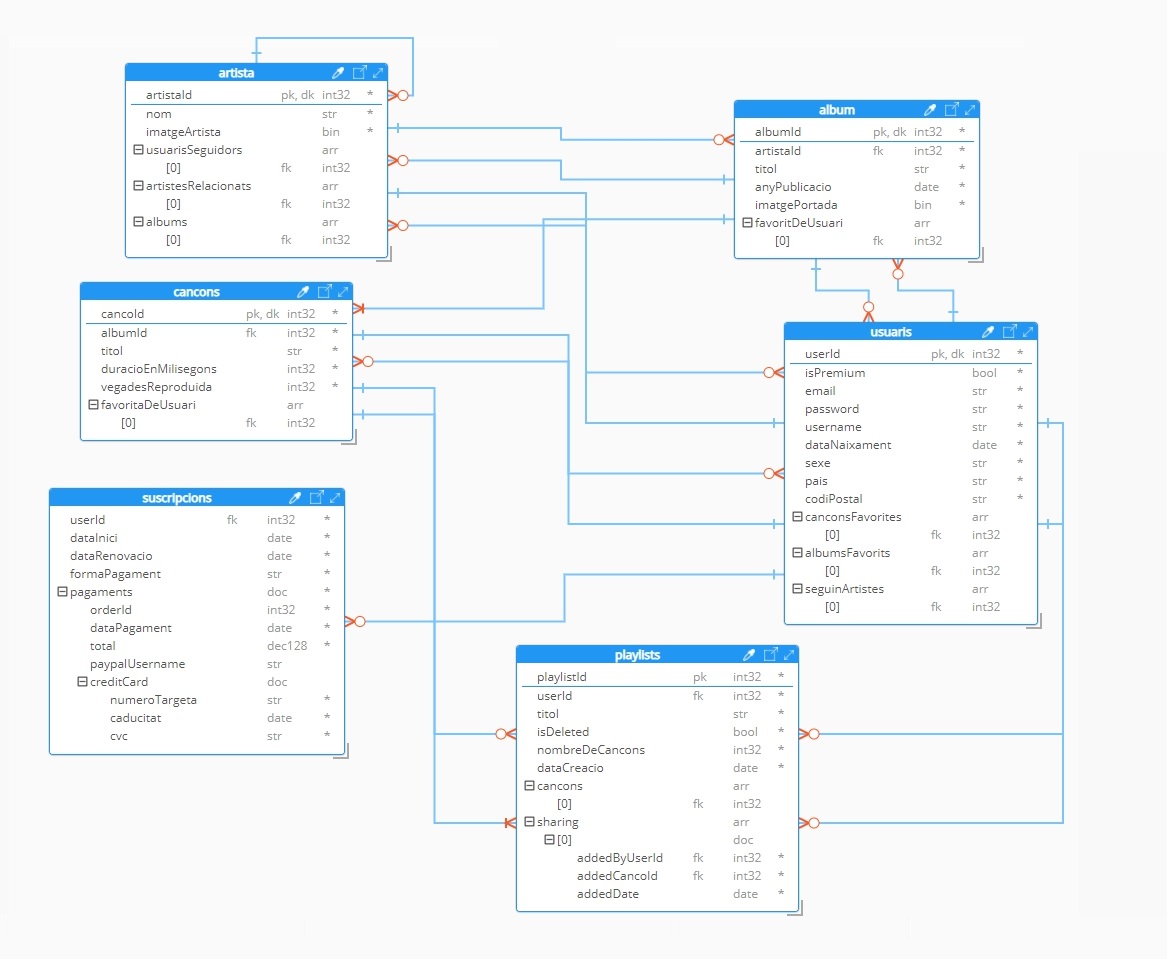 artista
artistaId pk, dk int32 *
nom str *
imatgeArtista bin *
usuarisSeguidors arr
[0] fk int32
artistesRelacionats arr
[0] fk int32
albums arr
[0] fk int32
album
albumId pk, dk int32 *
artistaId fk int32 *
titol str *
anyPublicacio date *
imatgePortada bin *
favoritDeUsuari arr
[0] fk int32
cancons
cancoId pk, dk int32 *
albumId fk int32 *
titol str *
duracioEnMilisegons int32 *
vegadesReproduida int32 *
favoritaDeUsuari arr
[0] fk int32
usuaris
userId pk, dk int32 *
isPremium bool *
email str *
password str *
username str *
dataNaixament date *
sexe str *
pais str *
codiPostal str *
canconsFavorites arr
[0] fk int32
albumsFavorits arr
[0] fk int32
seguinArtistes arr
[0] fk int32
suscripcions
userId fk int32 *
dataInici date *
dataRenovacio date *
formaPagament str *
pagaments doc *
orderId int32 *
dataPagament date *
total dec128 *
paypalUsername str
creditCard doc
numeroTargeta str *
caducitat date *
cvc str *
playlists
playlistId pk int32 *
userId fk int32 *
titol str *
isDeleted bool *
nombreDeCancons int32 *
dataCreacio date *
cancons arr
[0] fk int32
sharing arr
[0] doc
addedByUserId fk int32 *
addedCancoId fk int32 *
addedDate date *